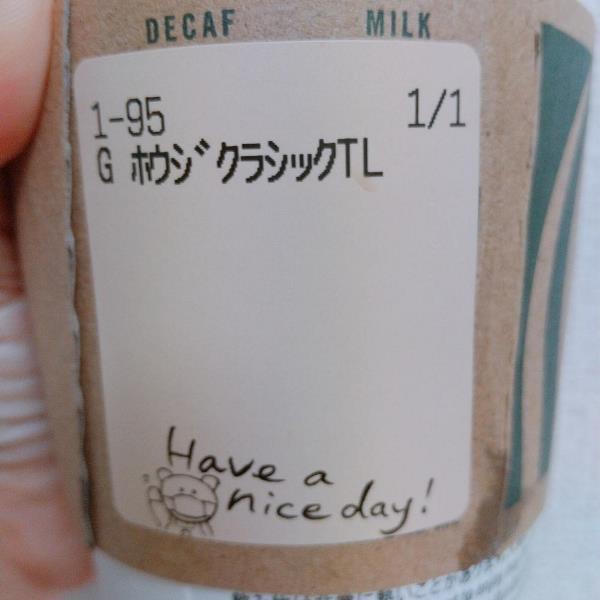 DECAF MILK
1-95 1/1
G ホウジクラシックTL
Have a
nice day!